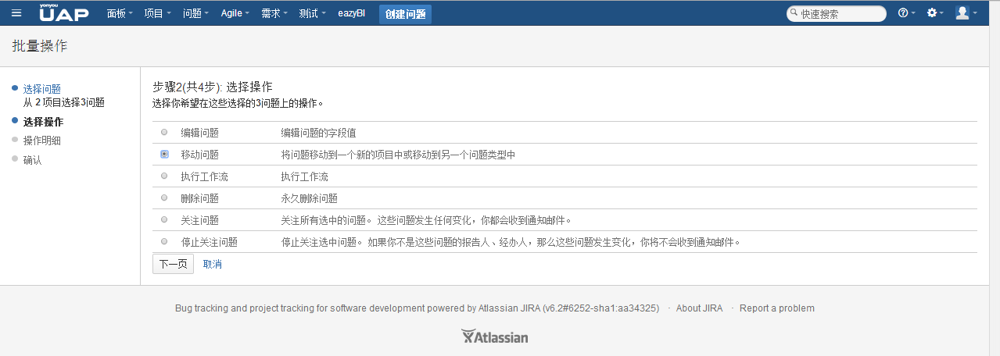 yonyou
UAP 面板 项目 问题 Agile 需求 测试 eazyBI 创建问题 快速搜索
批量操作
选择问题
从 2 项目选择3问题
选择操作
操作明细
确认
步骤2(共4步): 选择操作
选择你希望在这些选择的3问题上的操作。
编辑问题 编辑问题的字段值
移动问题 将问题移动到一个新的项目中或移动到另一个问题类型中
执行工作流 执行工作流
删除问题 永久删除问题
关注问题 关注所有选中的问题。 这些问题发生任何变化，你都会收到通知邮件。
停止关注问题 停止关注选中问题。 如果你不是这些问题的报告人、经办人，那么这些问题发生变化，你将不会收到通知邮件。
下一页 取消
Bug tracking and project tracking for software development powered by Atlassian JIRA (v6.2#6252-sha1:aa34325) · About JIRA · Report a problem
Atlassian